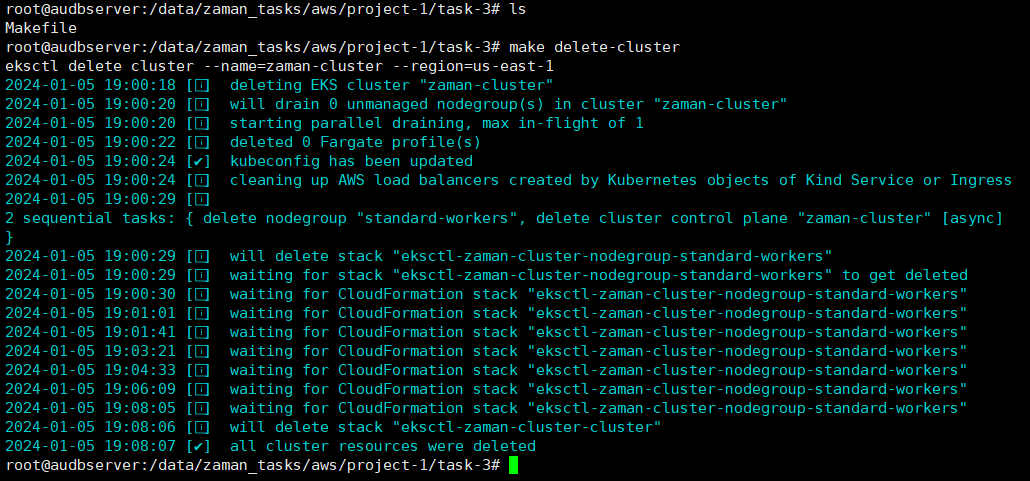 root@audbserver:/data/zaman_tasks/aws/project-1/task-3# ls
Makefile
root@audbserver:/data/zaman_tasks/aws/project-1/task-3# make delete-cluster
eksctl delete cluster --name=zaman-cluster --region=us-east-1
2024-01-05 19:00:18 [ℹ]  deleting EKS cluster "zaman-cluster"
2024-01-05 19:00:20 [ℹ]  will drain 0 unmanaged nodegroup(s) in cluster "zaman-cluster"
2024-01-05 19:00:20 [ℹ]  starting parallel draining, max in-flight of 1
2024-01-05 19:00:22 [ℹ]  deleted 0 Fargate profile(s)
2024-01-05 19:00:24 [✔]  kubeconfig has been updated
2024-01-05 19:00:24 [ℹ]  cleaning up AWS load balancers created by Kubernetes objects of Kind Service or Ingress
2024-01-05 19:00:29 [ℹ]
2 sequential tasks: { delete nodegroup "standard-workers", delete cluster control plane "zaman-cluster" [async]
}
2024-01-05 19:00:29 [ℹ]  will delete stack "eksctl-zaman-cluster-nodegroup-standard-workers"
2024-01-05 19:00:29 [ℹ]  waiting for stack "eksctl-zaman-cluster-nodegroup-standard-workers" to get deleted
2024-01-05 19:00:30 [ℹ]  waiting for CloudFormation stack "eksctl-zaman-cluster-nodegroup-standard-workers"
2024-01-05 19:01:01 [ℹ]  waiting for CloudFormation stack "eksctl-zaman-cluster-nodegroup-standard-workers"
2024-01-05 19:01:41 [ℹ]  waiting for CloudFormation stack "eksctl-zaman-cluster-nodegroup-standard-workers"
2024-01-05 19:03:21 [ℹ]  waiting for CloudFormation stack "eksctl-zaman-cluster-nodegroup-standard-workers"
2024-01-05 19:04:33 [ℹ]  waiting for CloudFormation stack "eksctl-zaman-cluster-nodegroup-standard-workers"
2024-01-05 19:06:09 [ℹ]  waiting for CloudFormation stack "eksctl-zaman-cluster-nodegroup-standard-workers"
2024-01-05 19:08:05 [ℹ]  waiting for CloudFormation stack "eksctl-zaman-cluster-nodegroup-standard-workers"
2024-01-05 19:08:06 [ℹ]  will delete stack "eksctl-zaman-cluster-cluster"
2024-01-05 19:08:07 [✔]  all cluster resources were deleted
root@audbserver:/data/zaman_tasks/aws/project-1/task-3#